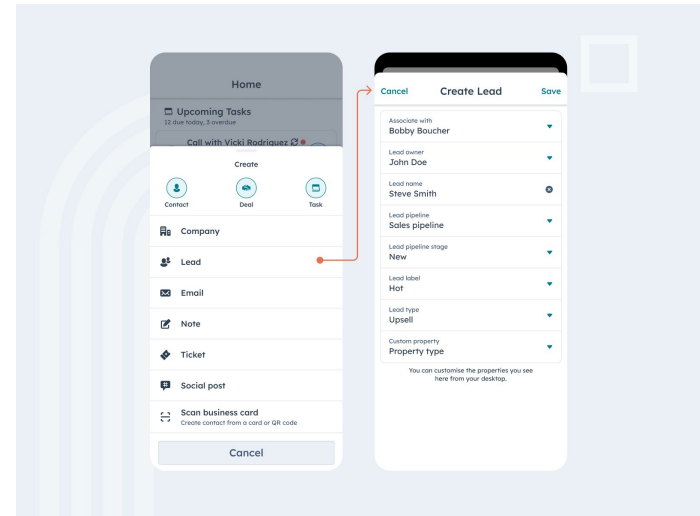 Home
Upcoming Tasks
12 due today, 3 overdue
Call with Vicki Rodriquez
Create
Contact
Deal
Task
Company
Lead
Email
Note
Ticket
Social post
Scan business card
Create contact from a card or QR code
Cancel
Cancel
Create Lead
Save
Associate with
Bobby Boucher
Lead owner
John Doe
Lead name
Steve Smith
Lead pipeline
Sales pipeline
Lead pipeline stage
New
Lead label
Hot
Lead type
Upsell
Custom property
Property type
You can customise the properties you see
here from your desktop.